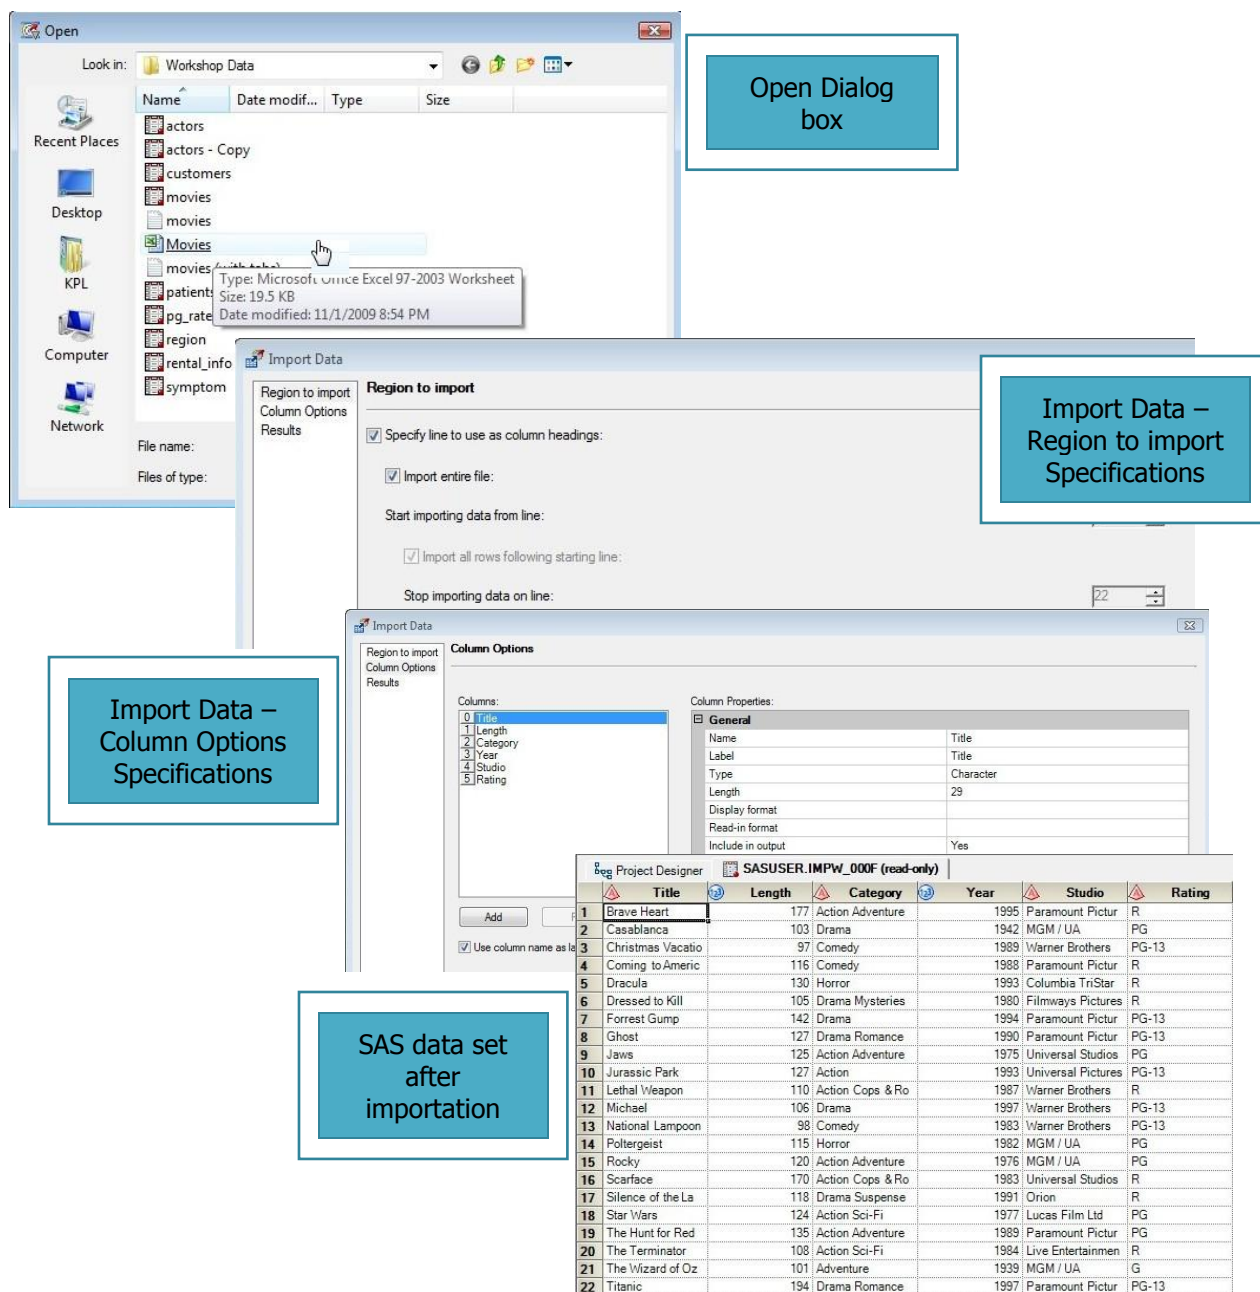 Open
Look in: Workshop Data
Name Date modif... Type Size
Recent Places
Desktop
KPL
Computer
Network
actors
actors - Copy
customers
movies
movies
Movies
movies
Type: Microsoft Office Excel 97-2003 Worksheet
Size: 19.5 KB
Date modified: 11/1/2009 8:54 PM
patients
pg_rate
region
rental_info
symptom
File name:
Files of type:
Open Dialog
box
Import Data
Region to import
Column Options
Results
Region to import
Specify line to use as column headings:
Import entire file:
Start importing data from line:
Import all rows following starting line:
Stop importing data on line: 22
Import Data –
Region to import
Specifications
Import Data
Region to import
Column Options
Results
Column Options
Columns:
0 Title
1 Length
2 Category
3 Year
4 Studio
5 Rating
Add
Use column name as la
Column Properties:
General
Name Title
Label Title
Type Character
Length 29
Display format
Read-in format
Include in output Yes
Import Data –
Column Options
Specifications
Project Designer SASUSER.IMPW_000F (read-only)
Title Length Category Year Studio Rating
1 Brave Heart 177 Action Adventure 1995 Paramount Pictur R
2 Casablanca 103 Drama 1942 MGM / UA PG
3 Christmas Vacatio 97 Comedy 1989 Warner Brothers PG-13
4 Coming to Americ 116 Comedy 1988 Paramount Pictur R
5 Dracula 130 Horror 1993 Columbia TriStar R
6 Dressed to Kill 105 Drama Mysteries 1980 Filmways Pictures R
7 Forrest Gump 142 Drama 1994 Paramount Pictur PG-13
8 Ghost 127 Drama Romance 1990 Paramount Pictur PG-13
9 Jaws 125 Action Adventure 1975 Universal Studios PG
10 Jurassic Park 127 Action 1993 Universal Pictures PG-13
11 Lethal Weapon 110 Action Cops & Ro 1987 Warner Brothers R
12 Michael 106 Drama 1997 Warner Brothers PG-13
13 National Lampoon 98 Comedy 1983 Warner Brothers PG-13
14 Poltergeist 115 Horror 1982 MGM / UA PG
15 Rocky 120 Action Adventure 1976 MGM / UA PG
16 Scarface 170 Action Cops & Ro 1983 Universal Studios R
17 Silence of the La 118 Drama Suspense 1991 Orion R
18 Star Wars 124 Action Sci-Fi 1977 Lucas Film Ltd PG
19 The Hunt for Red 135 Action Adventure 1989 Paramount Pictur PG
20 The Terminator 108 Action Sci-Fi 1984 Live Entertainmen R
21 The Wizard of Oz 101 Adventure 1939 MGM / UA G
22 Titanic 194 Drama Romance 1997 Paramount Pictur PG-13
SAS data set
after
importation